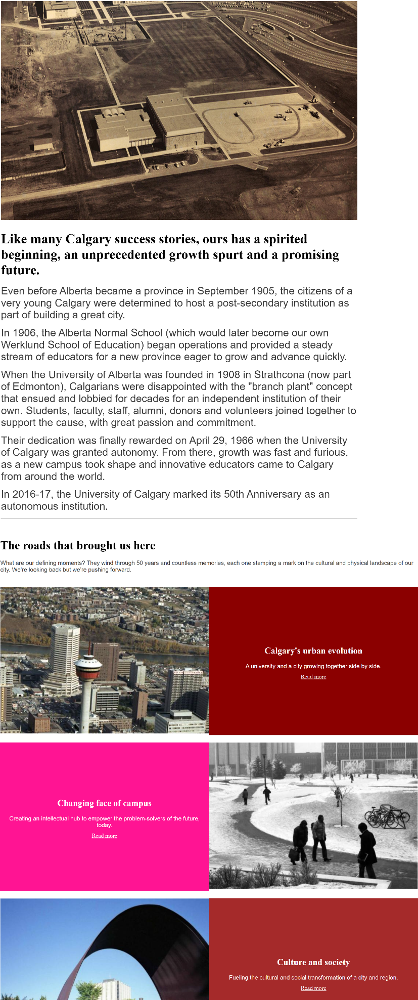 Like many Calgary success stories, ours has a spirited
beginning, an unprecedented growth spurt and a promising
future.
Even before Alberta became a province in September 1905, the citizens of a
very young Calgary were determined to host a post-secondary institution as
part of building a great city.
In 1906, the Alberta Normal School (which would later become our own
Werklund School of Education) began operations and provided a steady
stream of educators for a new province eager to grow and advance quickly.
When the University of Alberta was founded in 1908 in Strathcona (now part
of Edmonton), Calgarians were disappointed with the "branch plant" concept
that ensued and lobbied for decades for an independent institution of their
own. Students, faculty, staff, alumni, donors and volunteers joined together to
support the cause, with great passion and commitment.
Their dedication was finally rewarded on April 29, 1966 when the University
of Calgary was granted autonomy. From there, growth was fast and furious,
as a new campus took shape and innovative educators came to Calgary
from around the world.
In 2016-17, the University of Calgary marked its 50th Anniversary as an
autonomous institution.
The roads that brought us here
What are our defining moments? They wind through 50 years and countless memories, each one stamping a mark on the cultural and physical landscape of our
city. We’re looking back but we’re pushing forward.
Calgary's urban evolution
A university and a city growing together side by side.
Read more
Changing face of campus
Creating an intellectual hub to empower the problem-solvers of the future,
today.
Read more
Culture and society
Fueling the cultural and social transformation of a city and region.
Read more